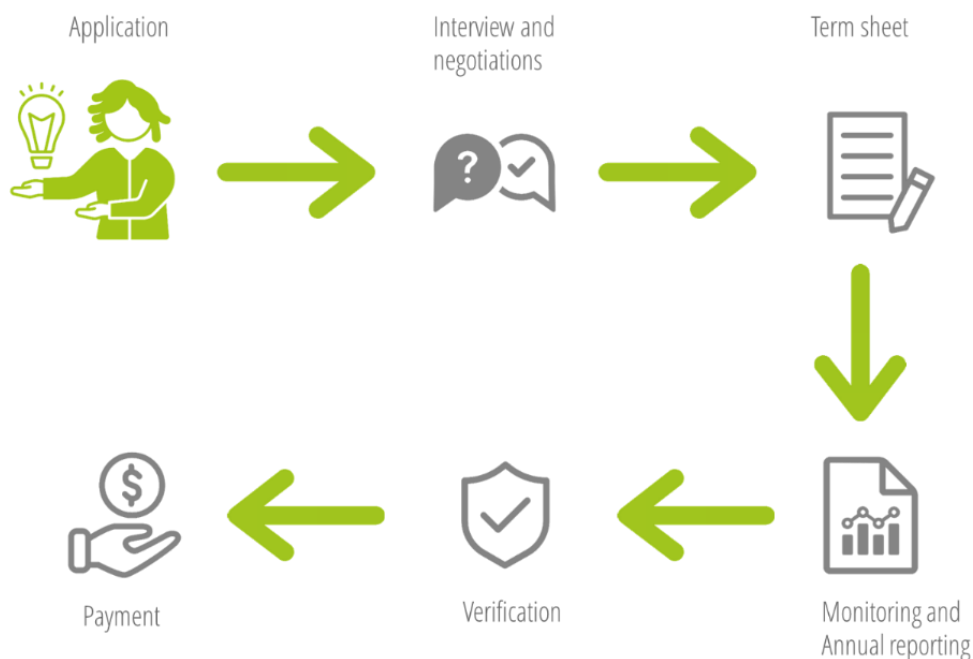 Application
Interview and
negotiations
Term sheet
Payment
Verification
Monitoring and
Annual reporting